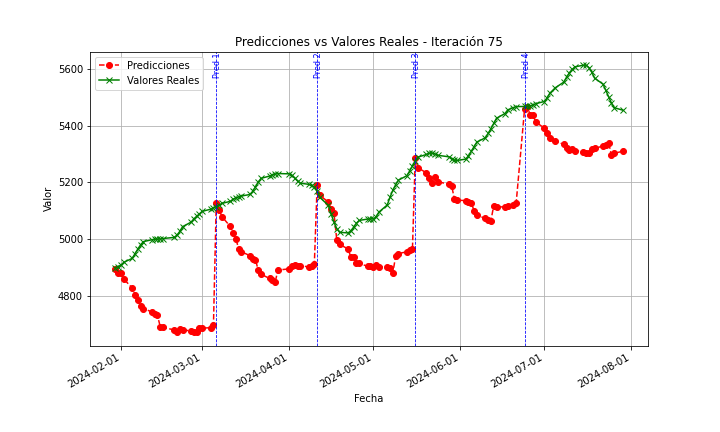 Predicciones vs Valores Reales - Iteración 75
Predicciones
Valores Reales
Pred 1
Pred 2
Pred 3
Pred 4
Valor
5600
5400
5200
5000
4800
2024-02-01
2024-03-01
2024-04-01
2024-05-01
2024-06-01
2024-07-01
2024-08-01
Fecha